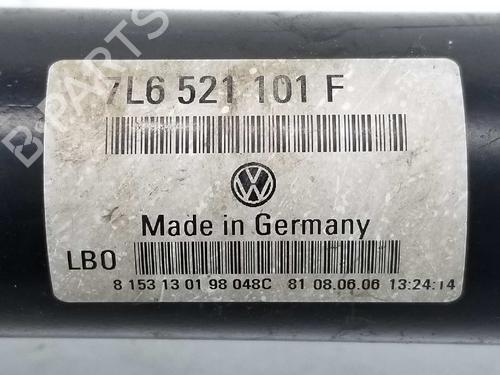 7L6 521 101 F
Made in Germany
LB0
8 153 13 01 98 048C 81 08.06.06 13:24:14
B-PARTS